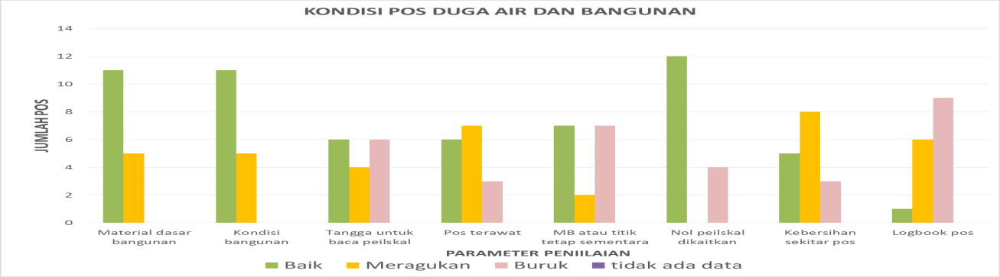 KONDISI POS DUGA AIR DAN BANGUNAN
14
12
10
8
6
4
2
0
JUMLAH POS
Material dasar bangunan
Kondisi bangunan
Tangga untuk baca peilskal
Pos terawat
MB atau titik tetap sementara
Nol peilskal dikaitkan
Kebersihan sekitar pos
Logbook pos
PARAMETER PENIILAIAN
Baik Meragukan Buruk tidak ada data